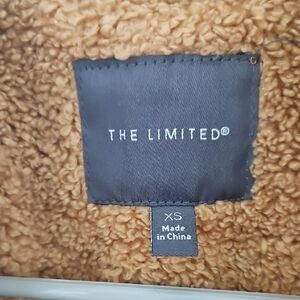 THE LIMITED®
XS
Made
in China